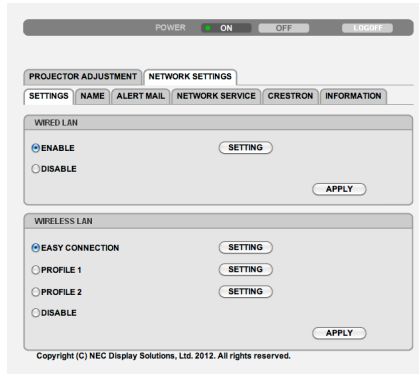 POWER ON OFF LOGOFF
PROJECTOR ADJUSTMENT NETWORK SETTINGS
SETTINGS NAME ALERT MAIL NETWORK SERVICE CRESTRON INFORMATION
WIRED LAN
ENABLE SETTING
DISABLE
APPLY
WIRELESS LAN
EASY CONNECTION SETTING
PROFILE 1 SETTING
PROFILE 2 SETTING
DISABLE
APPLY
Copyright (C) NEC Display Solutions, Ltd. 2012. All rights reserved.